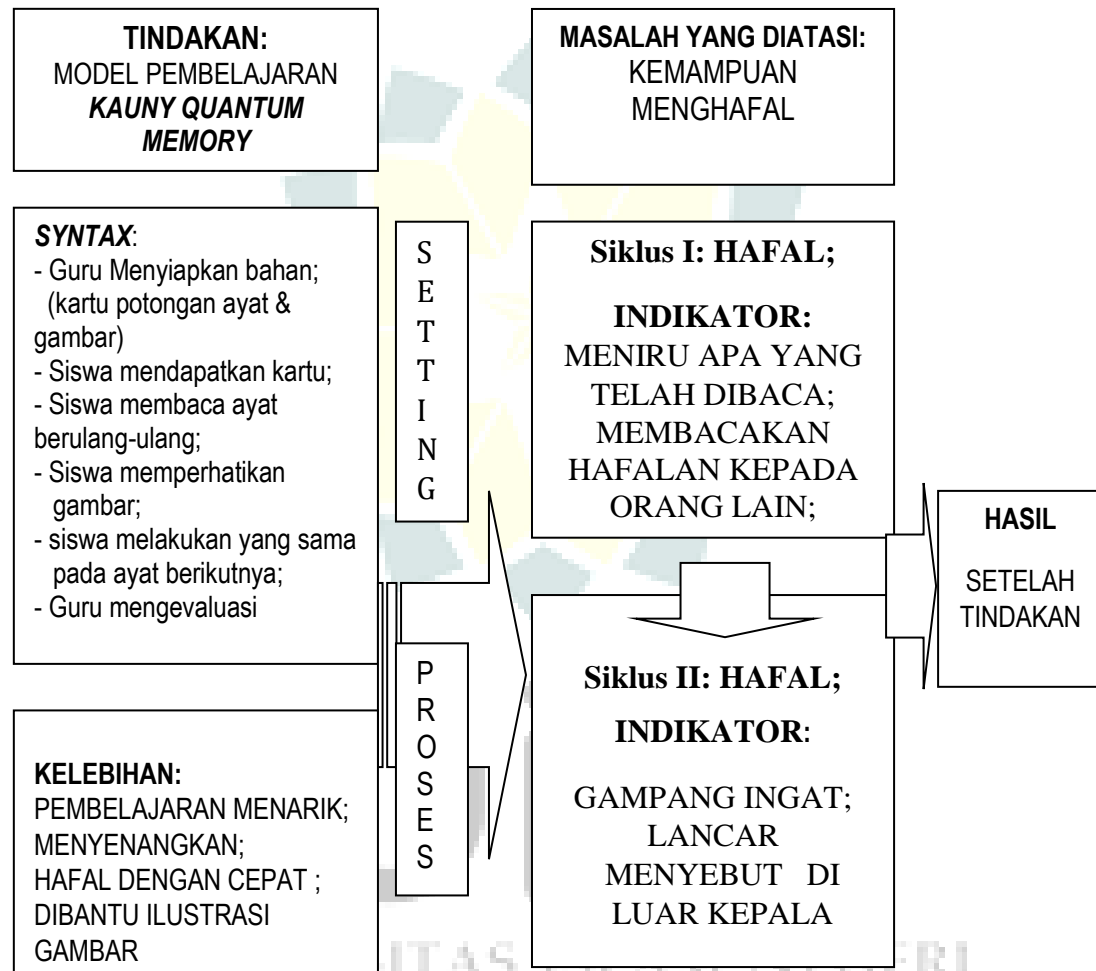 TINDAKAN:
MODEL PEMBELAJARAN
KAUNY QUANTUM
MEMORY
MASALAH YANG DIATASI:
KEMAMPUAN
MENGHAFAL
SYNTAX:
- Guru Menyiapkan bahan;
(kartu potongan ayat &
gambar)
- Siswa mendapatkan kartu;
- Siswa membaca ayat
berulang-ulang;
- Siswa memperhatikan
gambar;
- siswa melakukan yang sama
pada ayat berikutnya;
- Guru mengevaluasi
S
E
T
T
I
N
G
Siklus I: HAFAL;
INDIKATOR:
MENIRU APA YANG
TELAH DIBACA;
MEMBACAKAN
HAFALAN KEPADA
ORANG LAIN;
HASIL
SETELAH
TINDAKAN
KELEBIHAN:
PEMBELAJARAN MENARIK;
MENYENANGKAN;
HAFAL DENGAN CEPAT ;
DIBANTU ILUSTRASI
GAMBAR
P
R
O
S
E
S
Siklus II: HAFAL;
INDIKATOR:
GAMPANG INGAT;
LANCAR
MENYEBUT DI
LUAR KEPALA